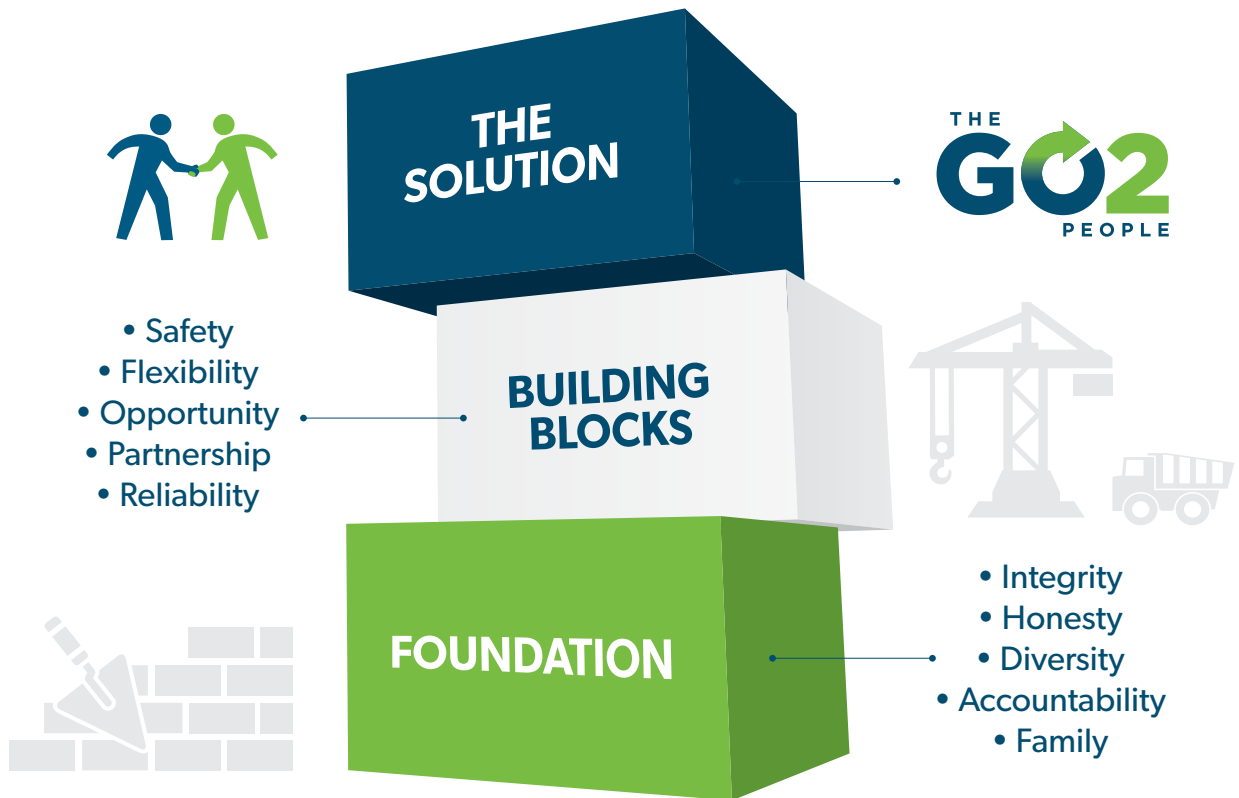 THE
SOLUTION
THE
GO2
PEOPLE
• Safety
• Flexibility
• Opportunity
• Partnership
• Reliability
BUILDING
BLOCKS
FOUNDATION
• Integrity
• Honesty
• Diversity
• Accountability
• Family